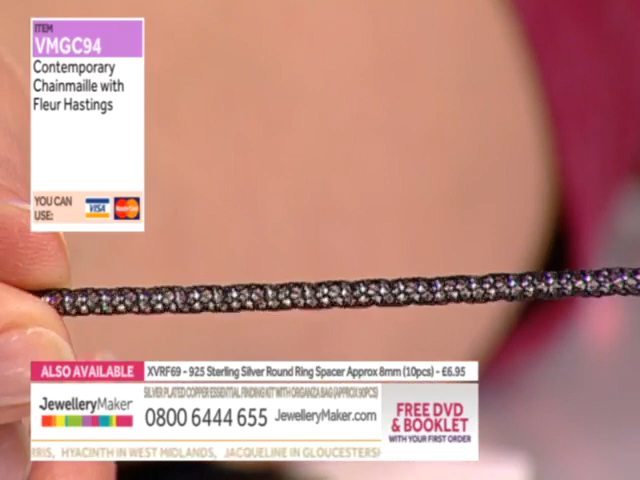 ITEM
VMGC94
Contemporary
Chainmaille with
Fleur Hastings
YOU CAN
USE:
VISA
MasterCard
ALSO AVAILABLE
XVRF69 - 925 Sterling Silver Round Ring Spacer Approx 8mm (10pcs) - £6.95
SILVER PLATED COPPER ESSENTIAL FINDING KIT WITH ORGANZA BAG (APPROX 90PCS)
JewelleryMaker
0800 6444 655 JewelleryMaker.com
FREE DVD
& BOOKLET
WITH YOUR FIRST ORDER
RRIS, HYACINTH IN WEST MIDLANDS, JACQUELINE IN GLOUCESTERSH